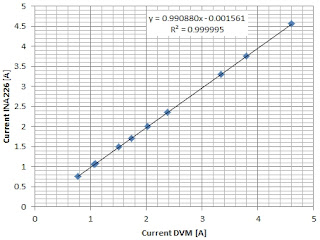 y = 0.990880x - 0.001561
R² = 0.999995
5
4.5
4
3.5
3
2.5
2
1.5
1
0.5
0
Current INA226 [A]
0 1 2 3 4 5
Current DVM [A]